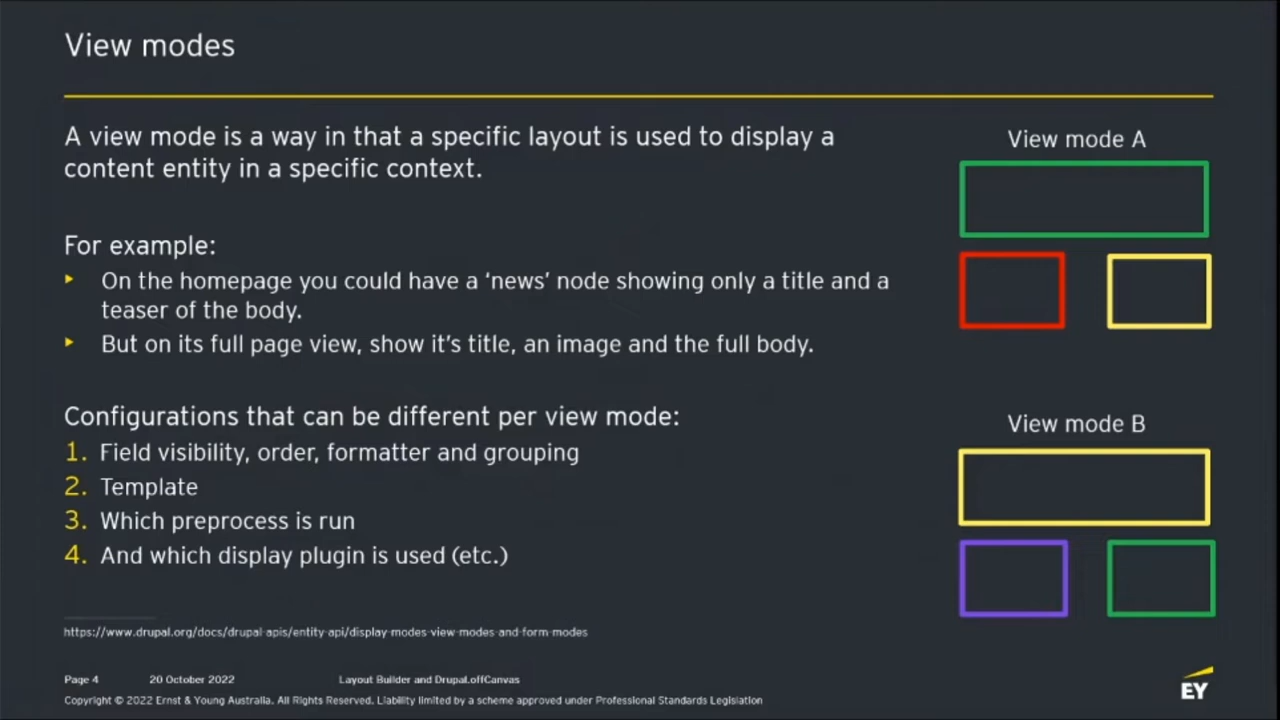 View modes
A view mode is a way in that a specific layout is used to display a
content entity in a specific context.
For example:
On the homepage you could have a ‘news’ node showing only a title and a
teaser of the body.
But on its full page view, show it’s title, an image and the full body.
Configurations that can be different per view mode:
1. Field visibility, order, formatter and grouping
2. Template
3. Which preprocess is run
4. And which display plugin is used (etc.)
View mode A
View mode B
https://www.drupal.org/docs/drupal-apis/entity-api/display-modes-view-modes-and-form-modes
Page 4 20 October 2022 Layout Builder and Drupal.offCanvas
Copyright © 2022 Ernst & Young Australia. All Rights Reserved. Liability limited by a scheme approved under Professional Standards Legislation
EY